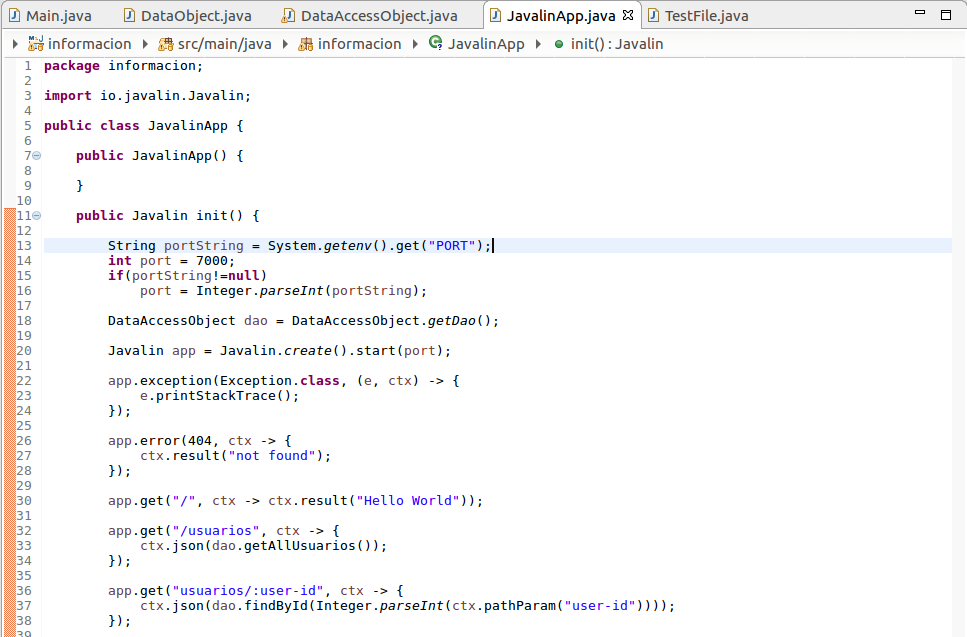 Main.java DataObject.java DataAccessObject.java JavalinApp.java TestFile.java
informacion src/main/java informacion JavalinApp init() : Javalin
1 package informacion;
2
3 import io.javalin.Javalin;
4
5 public class JavalinApp {
6
7 public JavalinApp() {
8
9 }
10
11 public Javalin init() {
12
13 String portString = System.getenv().get("PORT");
14 int port = 7000;
15 if(portString!=null)
16 port = Integer.parseInt(portString);
17
18 DataAccessObject dao = DataAccessObject.getDao();
19
20 Javalin app = Javalin.create().start(port);
21
22 app.exception(Exception.class, (e, ctx) -> {
23 e.printStackTrace();
24 });
25
26 app.error(404, ctx -> {
27 ctx.result("not found");
28 });
29
30 app.get("/", ctx -> ctx.result("Hello World"));
31
32 app.get("/usuarios", ctx -> {
33 ctx.json(dao.getAllUsuarios());
34 });
35
36 app.get("usuarios/:user-id", ctx -> {
37 ctx.json(dao.findById(Integer.parseInt(ctx.pathParam("user-id"))));
38 });
39